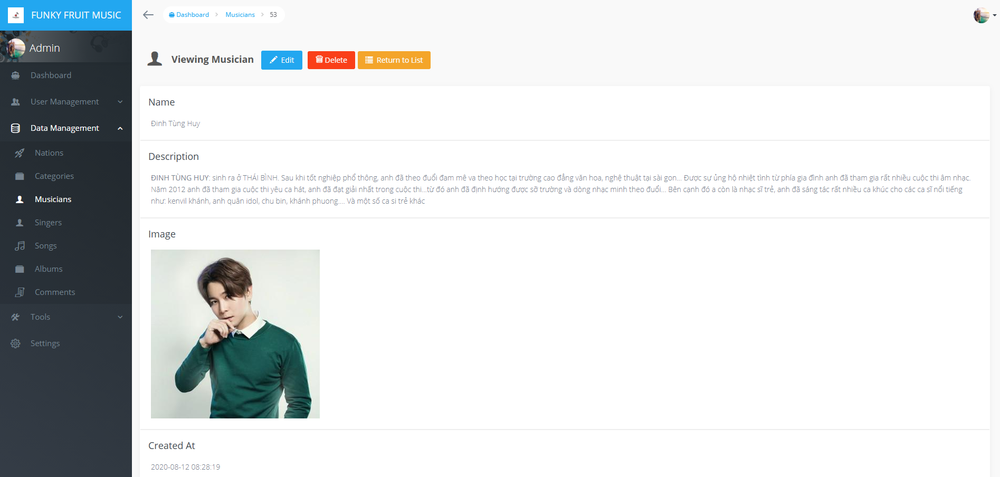 FUNKY FRUIT MUSIC
Dashboard > Musicians > 53
Admin
Dashboard
User Management
Data Management
Nations
Categories
Musicians
Singers
Songs
Albums
Comments
Tools
Settings
Viewing Musician
Edit
Delete
Return to List
Name
Đinh Tùng Huy
Description
ĐINH TÙNG HUY: sinh ra ở THÁI BÌNH. Sau khi tốt nghiệp phổ thông, anh đã theo đuổi đam mê va theo học tại trường cao đẳng văn hoa, nghệ thuật tại sài gon... Được sự ủng hộ nhiệt tình từ phía gia đình anh đã tham gia rất nhiều cuộc thi âm nhạc.
Năm 2012 anh đã tham gia cuộc thi yêu ca hát, anh đã đạt giải nhất trong cuộc thi...từ đó anh đã định hướng được sỡ trường và dòng nhạc minh theo đuổi... Bên cạnh đó a còn là nhạc sĩ trẻ, anh đã sáng tác rất nhiều ca khúc cho các ca sĩ nổi tiếng
như: kenvil khánh, anh quân idol, chu bin, khánh phuong.... Và một số ca si trẻ khác
Image
Created At
2020-08-12 08:28:19